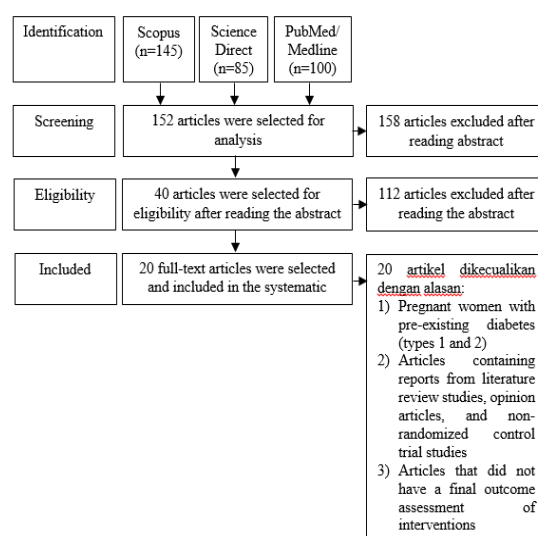 Identification
Scopus
(n=145)
Science
Direct
(n=85)
PubMed/
Medline
(n=100)
Screening
152 articles were selected for
analysis
158 articles excluded after
reading abstract
Eligibility
40 articles were selected for
eligibility after reading the abstract
112 articles excluded after
reading the abstract
Included
20 full-text articles were selected
and included in the systematic
20 artikel dikecualikan
dengan alasan:
1) Pregnant women with
pre-existing diabetes
(types 1 and 2)
2) Articles containing
reports from literature
review studies, opinion
articles, and non-
randomized control
trial studies
3) Articles that did not
have a final outcome
assessment of
interventions